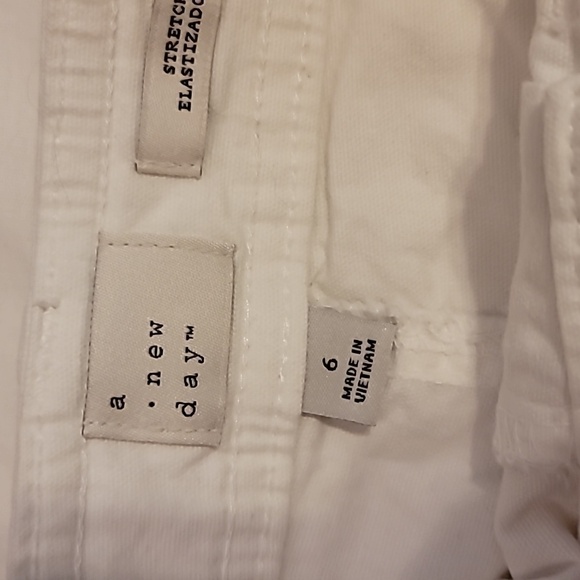 STRETCH
ELASTIZADO
a
• new
day™
6
MADE IN
VIETNAM